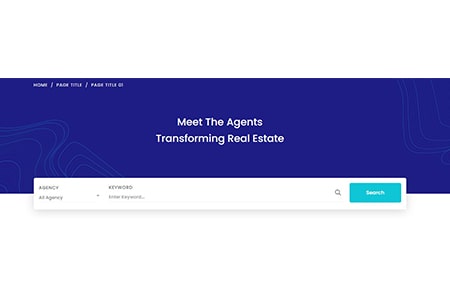 HOME / PAGE TITLE / PAGE TITLE 01
Meet The Agents
Transforming Real Estate
AGENCY
All Agency
KEYWORD
Enter Keyword...
Search